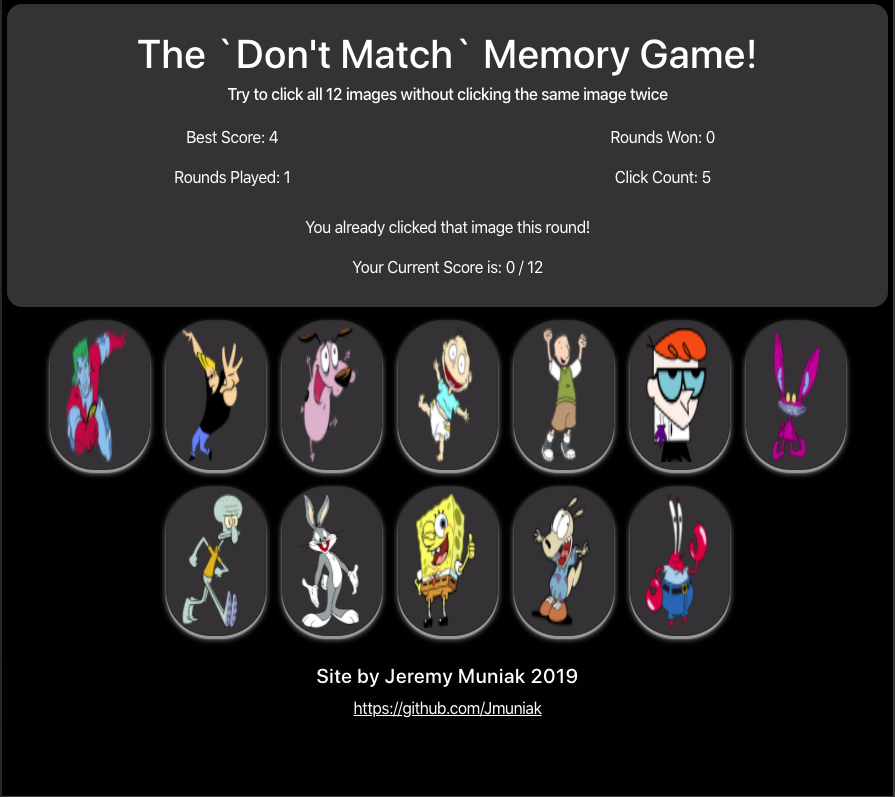 The `Don't Match` Memory Game!
Try to click all 12 images without clicking the same image twice
Best Score: 4
Rounds Won: 0
Rounds Played: 1
Click Count: 5
You already clicked that image this round!
Your Current Score is: 0 / 12
Site by Jeremy Muniak 2019
https://github.com/Jmuniak